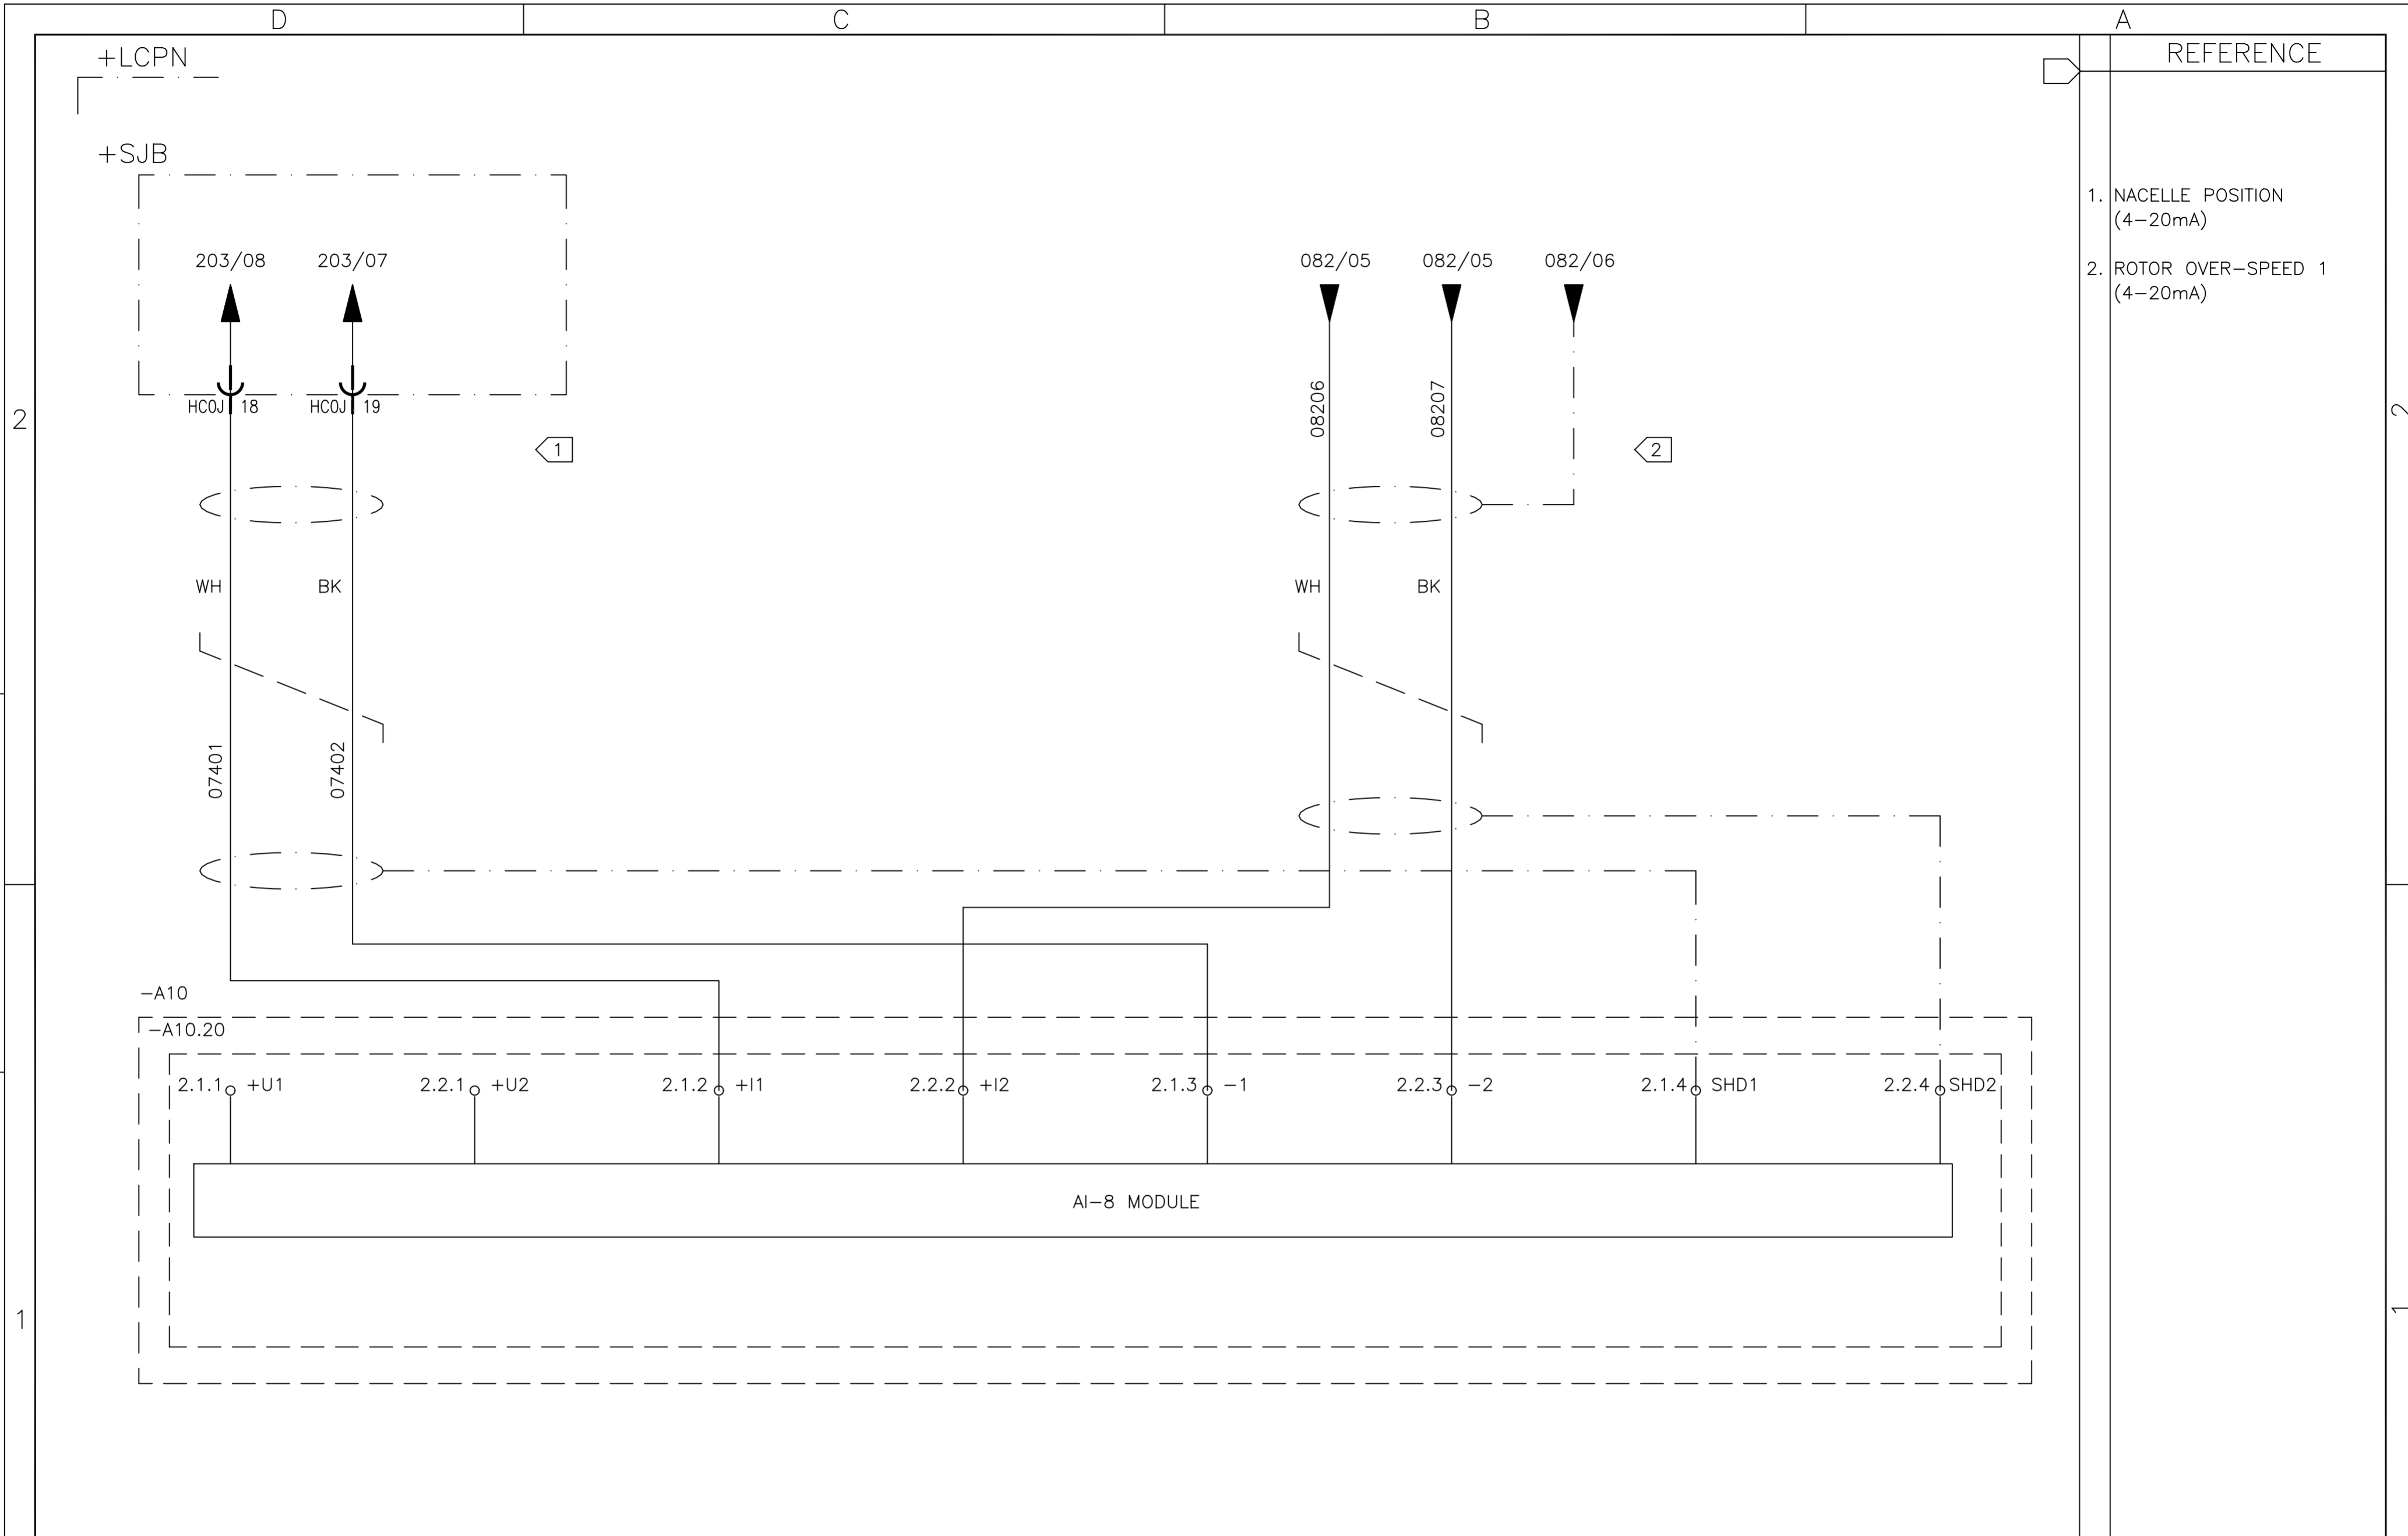 D C B A
+LCPN
REFERENCE
+SJB
1. NACELLE POSITION
(4-20mA)
203/08 203/07 082/05 082/05 082/06
2. ROTOR OVER-SPEED 1
(4-20mA)
08206 08207
HC0J 18 HC0J 19
2 2
1 2
WH BK WH BK
07401 07402
-A10
-A10.20
2.1.1 +U1 2.2.1 +U2 2.1.2 +I1 2.2.2 +I2 2.1.3 -1 2.2.3 -2 2.1.4 SHD1 2.2.4 SHD2
AI-8 MODULE
1 1